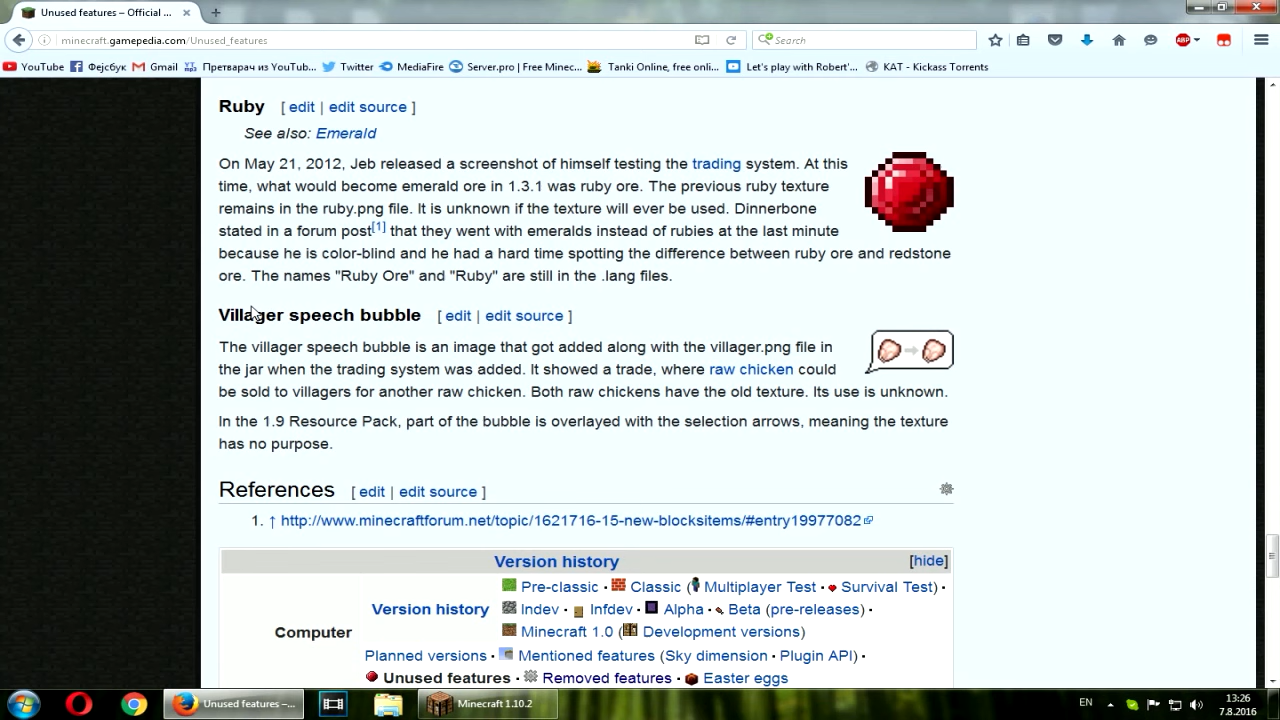 Unused features – Official ...
minecraft.gamepedia.com/Unused_features
Search
ABP
YouTube Фејсбук Gmail Претварач из YouTub... Twitter MediaFire Server.pro | Free Minec... Tanki Online, free onli... Let's play with Robert'... KAT - Kickass Torrents
Ruby [ edit | edit source ]
See also: Emerald
On May 21, 2012, Jeb released a screenshot of himself testing the trading system. At this
time, what would become emerald ore in 1.3.1 was ruby ore. The previous ruby texture
remains in the ruby.png file. It is unknown if the texture will ever be used. Dinnerbone
stated in a forum post[1] that they went with emeralds instead of rubies at the last minute
because he is color-blind and he had a hard time spotting the difference between ruby ore and redstone
ore. The names "Ruby Ore" and "Ruby" are still in the .lang files.
Villager speech bubble [ edit | edit source ]
The villager speech bubble is an image that got added along with the villager.png file in
the jar when the trading system was added. It showed a trade, where raw chicken could
be sold to villagers for another raw chicken. Both raw chickens have the old texture. Its use is unknown.
In the 1.9 Resource Pack, part of the bubble is overlayed with the selection arrows, meaning the texture
has no purpose.
References [ edit | edit source ]
1. ↑ http://www.minecraftforum.net/topic/1621716-15-new-blocksitems/#entry19977082
Version history [hide]
Pre-classic · Classic ( Multiplayer Test · Survival Test) ·
Version history Indev · Infdev · Alpha · Beta (pre-releases) ·
Computer Minecraft 1.0 ( Development versions)
Planned versions · Mentioned features (Sky dimension · Plugin API) ·
Unused features · Removed features · Easter eggs
Unused features –... Minecraft 1.10.2 EN 13:26
7.8.2016